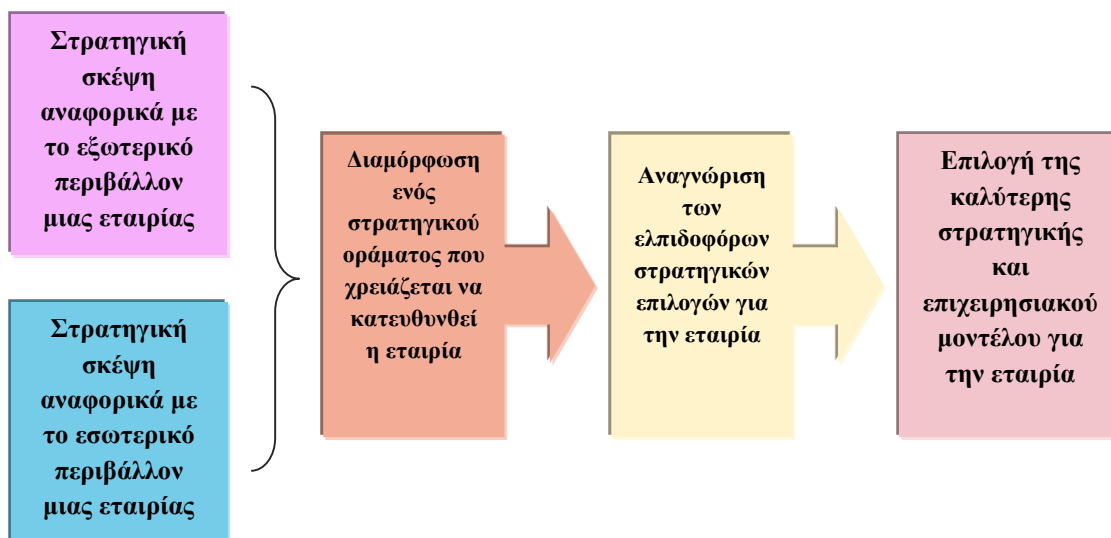 Στρατηγική
σκέψη
αναφορικά με
το εξωτερικό
περιβάλλον
μιας εταιρίας
Στρατηγική
σκέψη
αναφορικά με
το εσωτερικό
περιβάλλον
μιας εταιρίας
Διαμόρφωση
ενός
στρατηγικού
οράματος που
χρειάζεται να
κατευθυνθεί
η εταιρία
Αναγνώριση
των
ελπιδοφόρων
στρατηγικών
επιλογών για
την εταιρία
Επιλογή της
καλύτερης
στρατηγικής
και
επιχειρησιακού
μοντέλου για
την εταιρία